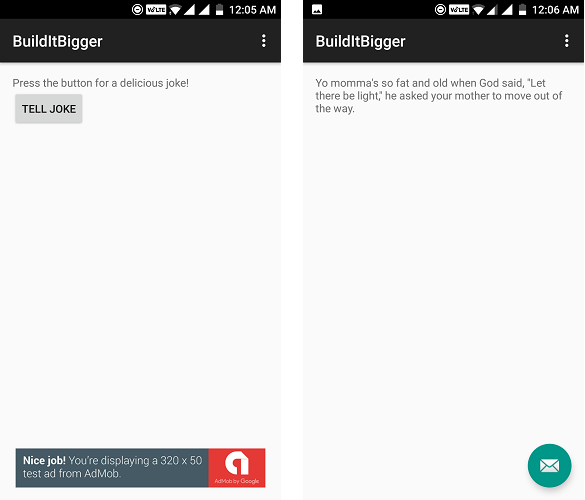 VoLTE 12:05 AM
BuildItBigger
Press the button for a delicious joke!
TELL JOKE
Nice job! You're displaying a 320 x 50
test ad from AdMob.
AdMob by Google
VoLTE 12:06 AM
BuildItBigger
Yo momma's so fat and old when God said, "Let
there be light," he asked your mother to move out of
the way.